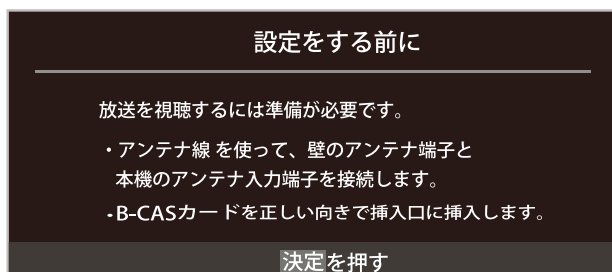 設定をする前に
放送を視聴するには準備が必要です。
・アンテナ線 を使って、壁のアンテナ端子と
本機のアンテナ入力端子を接続します。
・B-CASカードを正しい向きで挿入口に挿入します。
決定を押す